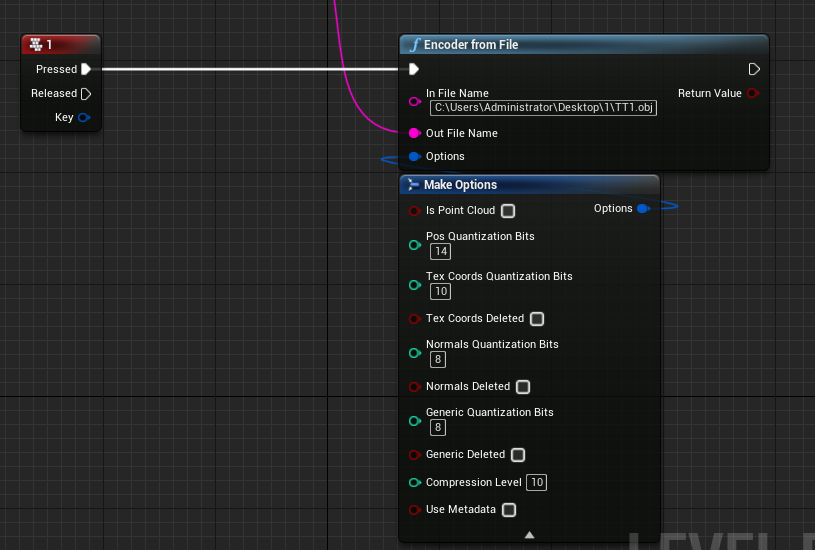 1
Pressed
Released
Key
Encoder from File
In File Name
C:\Users\Administrator\Desktop\1\TT1.obj
Return Value
Out File Name
Options
Make Options
Is Point Cloud
Options
Pos Quantization Bits
14
Tex Coords Quantization Bits
10
Tex Coords Deleted
Normals Quantization Bits
8
Normals Deleted
Generic Quantization Bits
8
Generic Deleted
Compression Level 10
Use Metadata